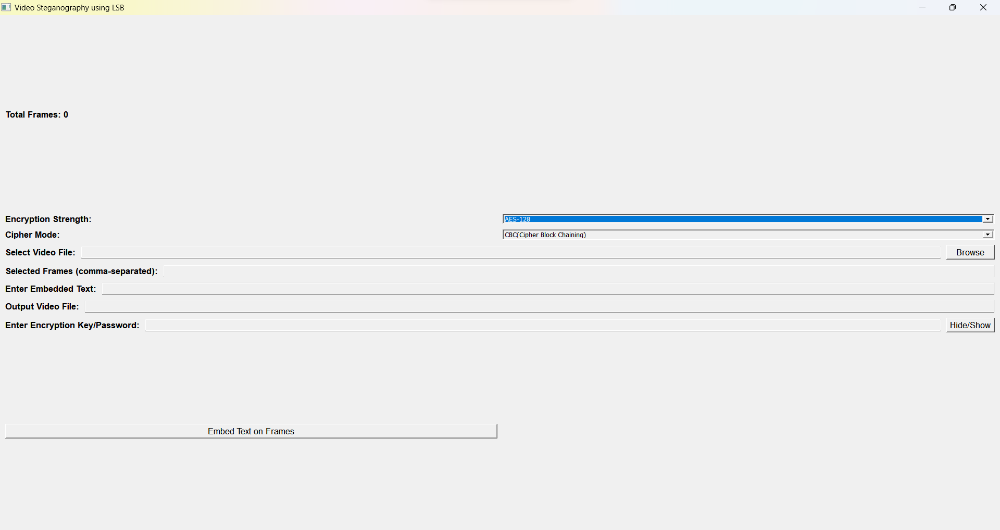 Video Steganography using LSB
Total Frames: 0
Encryption Strength: AES-128
Cipher Mode: CBC(Cipher Block Chaining)
Select Video File: Browse
Selected Frames (comma-separated):
Enter Embedded Text:
Output Video File:
Enter Encryption Key/Password: Hide/Show
Embed Text on Frames